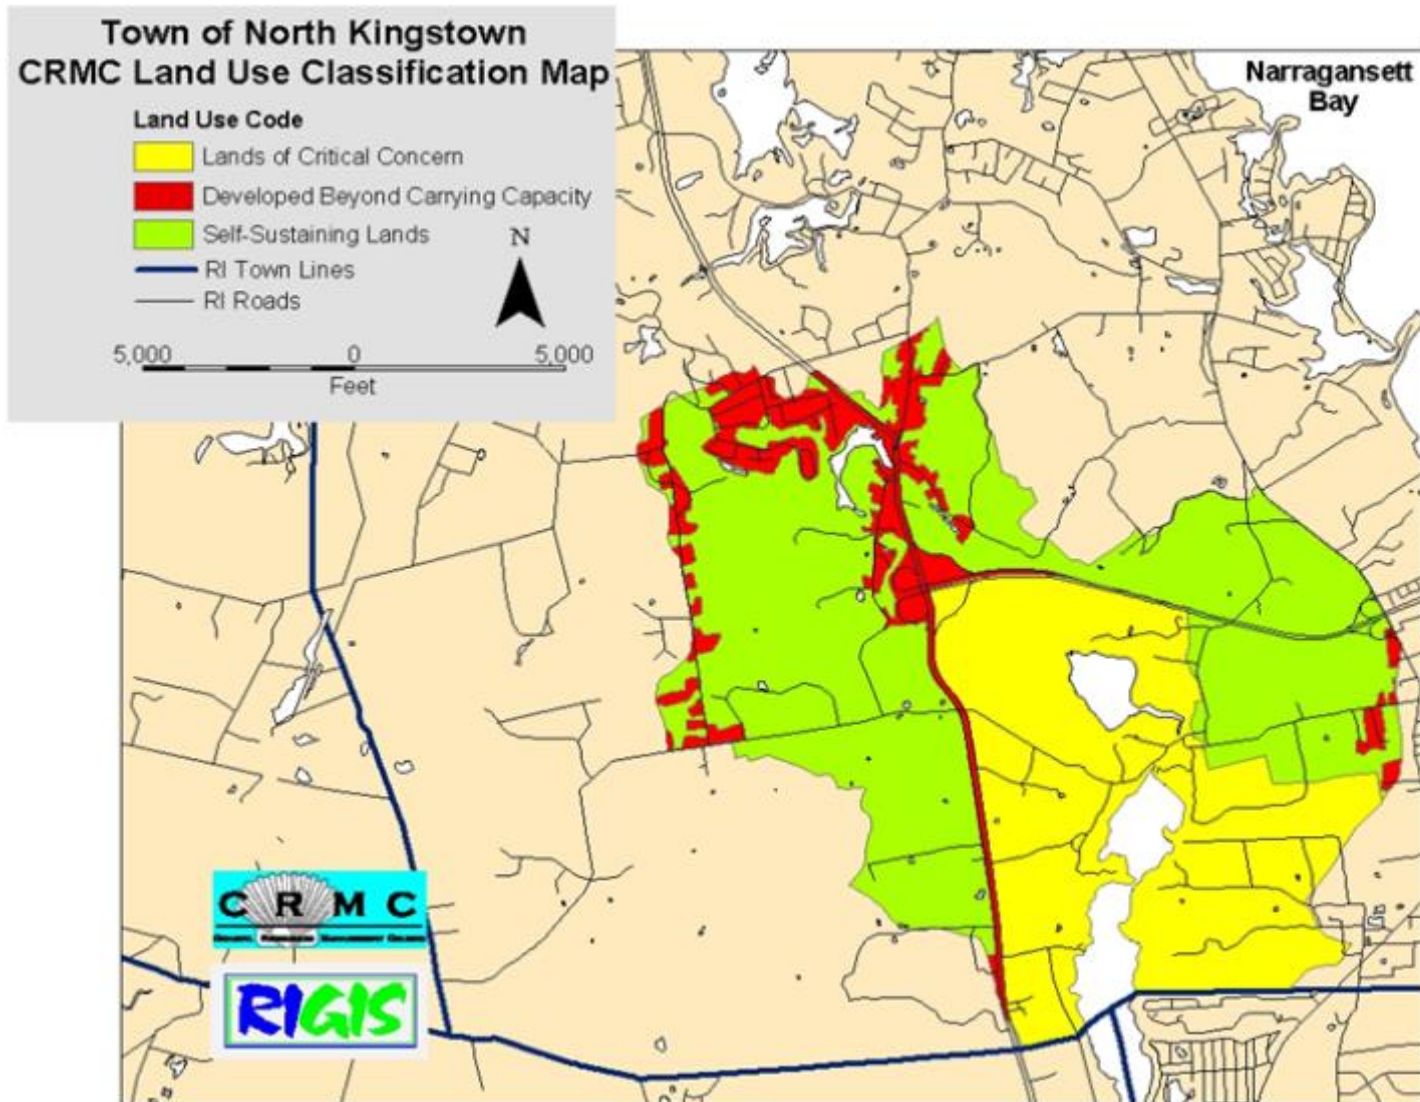 Town of North Kingstown
CRMC Land Use Classification Map
Land Use Code
Lands of Critical Concern
Developed Beyond Carrying Capacity
Self-Sustaining Lands
N
RI Town Lines
RI Roads
5,000 0 5,000
Feet
Narragansett
Bay
C R M C
RIGIS